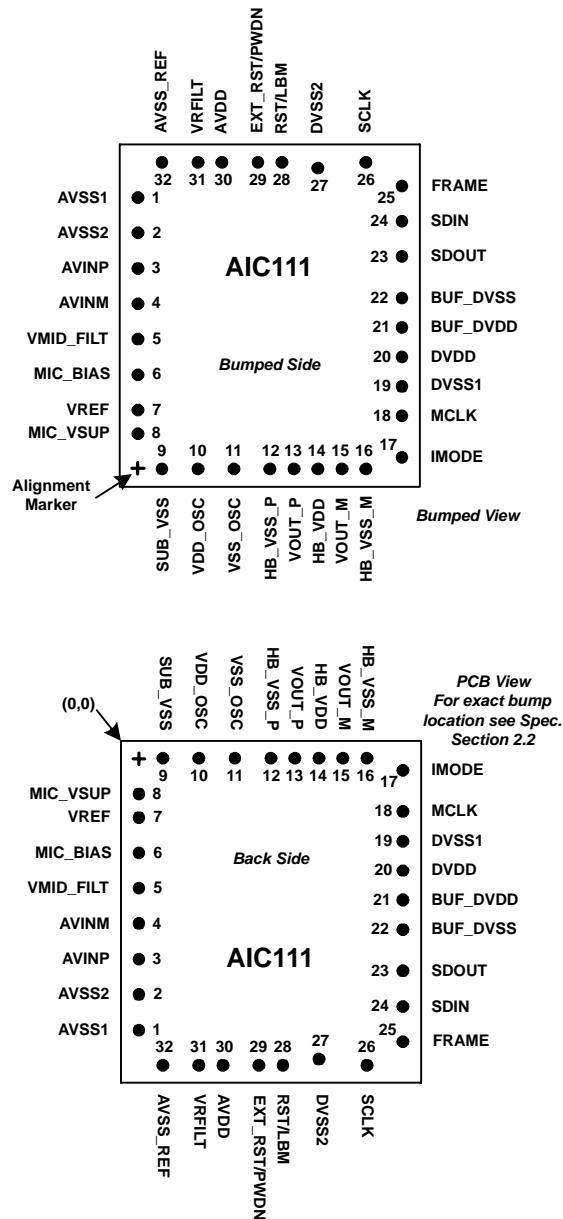 AVSS_REF
VRFILT
AVDD
EXT_RST/PWDN
RST/LBM
DVSS2
SCLK
32 31 30 29 28 27 26
AVSS1 1
AVSS2 2
AVINP 3
AVINM 4
VMID_FILT 5
MIC_BIAS 6
VREF 7
MIC_VSUP 8
AIC111
Bumped Side
25 FRAME
24 SDIN
23 SDOUT
22 BUF_DVSS
21 BUF_DVDD
20 DVDD
19 DVSS1
18 MCLK
17 IMODE
9 10 11 12 13 14 15 16
+
Alignment
Marker
SUB_VSS
VDD_OSC
VSS_OSC
HB_VSS_P
VOUT_P
HB_VDD
VOUT_M
HB_VSS_M
Bumped View
SUB_VSS
VDD_OSC
VSS_OSC
HB_VSS_P
VOUT_P
HB_VDD
VOUT_M
HB_VSS_M
PCB View
For exact bump
location see Spec.
Section 2.2
(0,0)
+
9 10 11 12 13 14 15 16
MIC_VSUP 8
VREF 7
MIC_BIAS 6
VMID_FILT 5
AVINM 4
AVINP 3
AVSS2 2
AVSS1 1
Back Side
AIC111
17 IMODE
18 MCLK
19 DVSS1
20 DVDD
21 BUF_DVDD
22 BUF_DVSS
23 SDOUT
24 SDIN
25 FRAME
32 31 30 29 28 27 26
AVSS_REF
VRFILT
AVDD
EXT_RST/PWDN
RST/LBM
DVSS2
SCLK